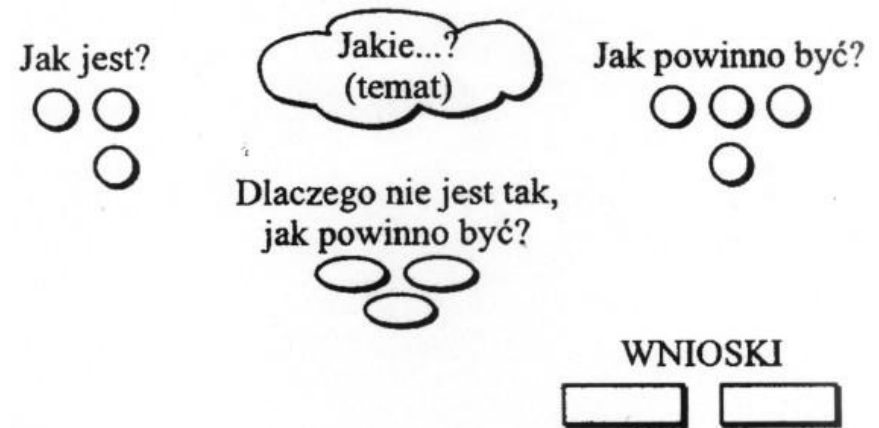 Jak jest?
Jakie...?
(temat)
Jak powinno być?
Dlaczego nie jest tak,
jak powinno być?
WNIOSKI